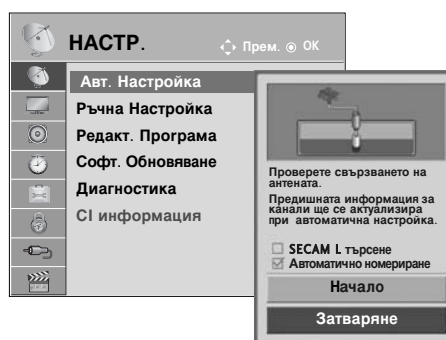 НАСТР.
Прем. OK
Авт. Настройка
Ръчна Настройка
Редакт. Програма
Софт. Обновяване
Диагностика
CI информация
Проверете свързването на
антената.
Предишната информация за
канали ще се актуализира
при автоматична настройка.
SECAM L търсене
Автоматично номериране
Начало
Затваряне